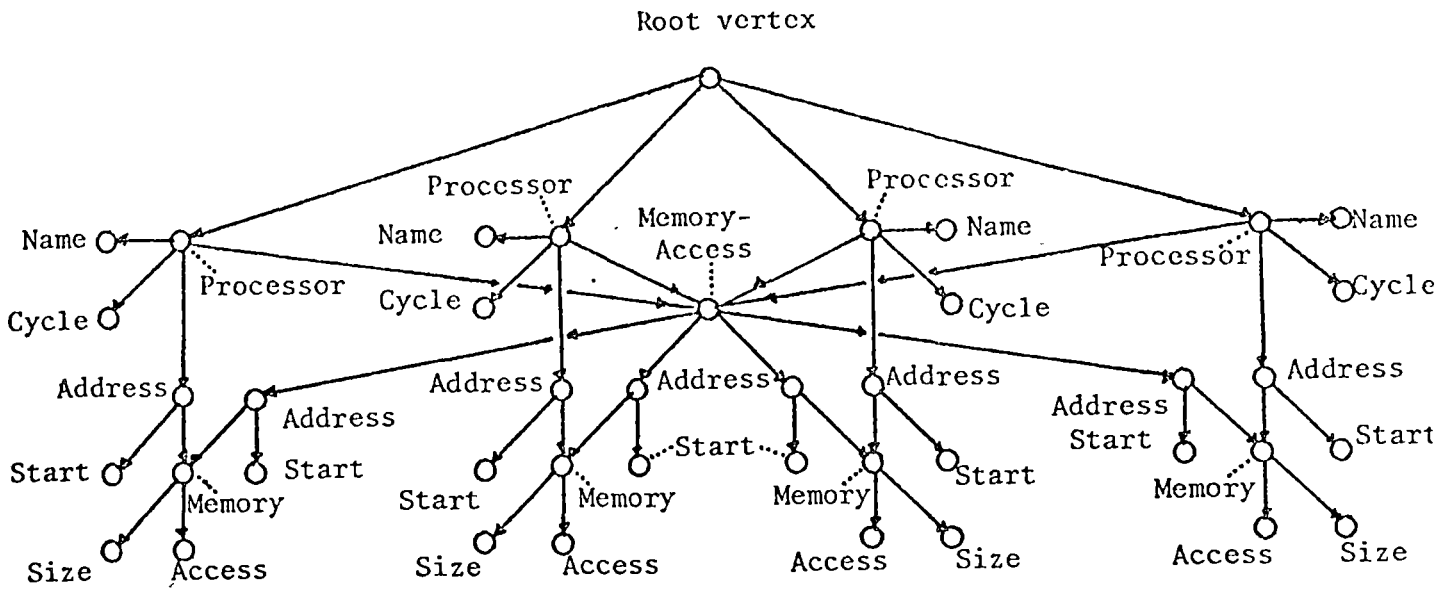 Root vertex
Processor
Processor
Name
Name
Memory-
Access
Name
Name
Processor
Processor
Cycle
Cycle
Cycle
Cycle
Address
Address
Address
Address
Address
Address
Address
Start
Start
Start
Start
Start
Start
Start
Memory
Memory
Memory
Memory
Size
Access
Size
Access
Access
Size
Access
Size